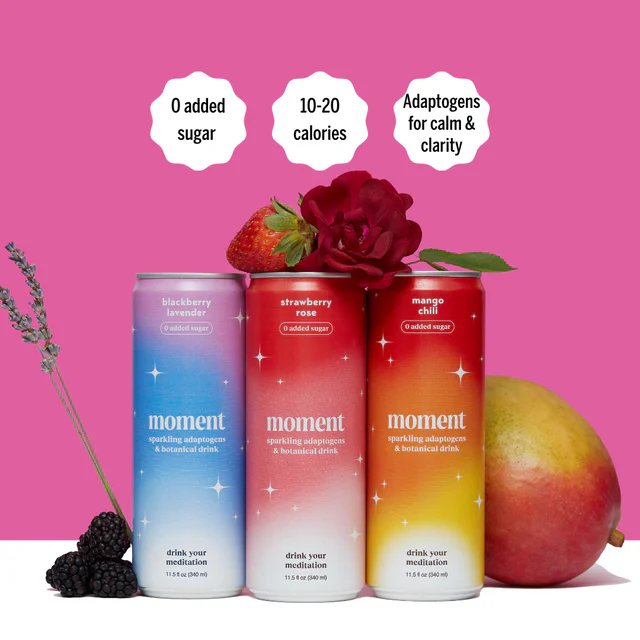 0 added
sugar
10-20
calories
Adaptogens
for calm &
clarity
blackberry
lavender
0 added sugar
moment
sparkling adaptogens
& botanical drink
drink your
meditation
11.5 fl oz (340 ml)
strawberry
rose
0 added sugar
moment
sparkling adaptogens
& botanical drink
drink your
meditation
11.5 fl oz (340 ml)
mango
chili
0 added sugar
moment
sparkling adaptogens
& botanical drink
drink your
meditation
11.5 fl oz (340 ml)